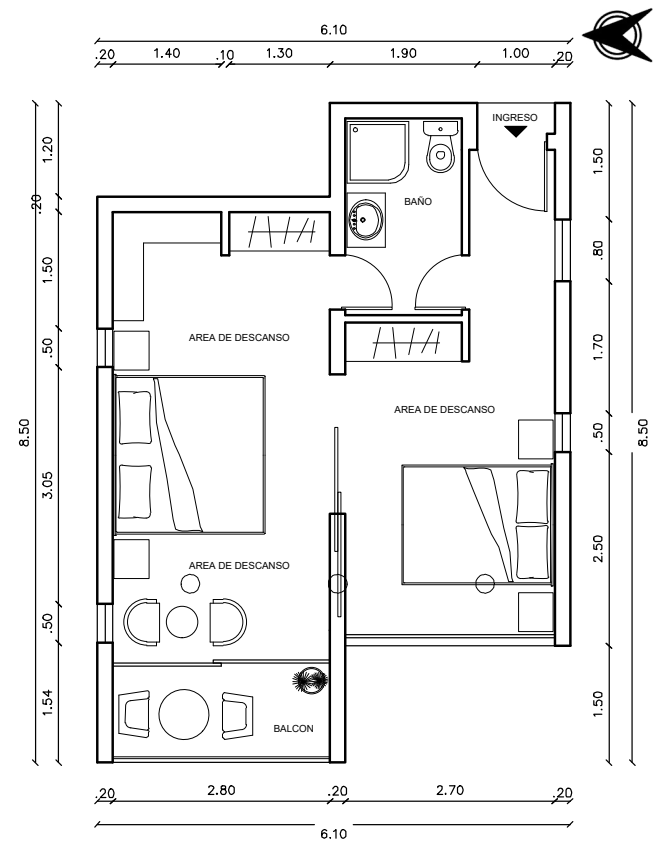 6.10
.20 1.40 .10 1.30 1.90 1.00 .20
INGRESO
1.20
1.50
BAÑO
.20
.80
1.50
AREA DE DESCANSO
.50
1.70
AREA DE DESCANSO
8.50
.50
8.50
3.05
2.50
AREA DE DESCANSO
.50
1.54
1.50
BALCON
.20 2.80 .20 2.70 .20
6.10